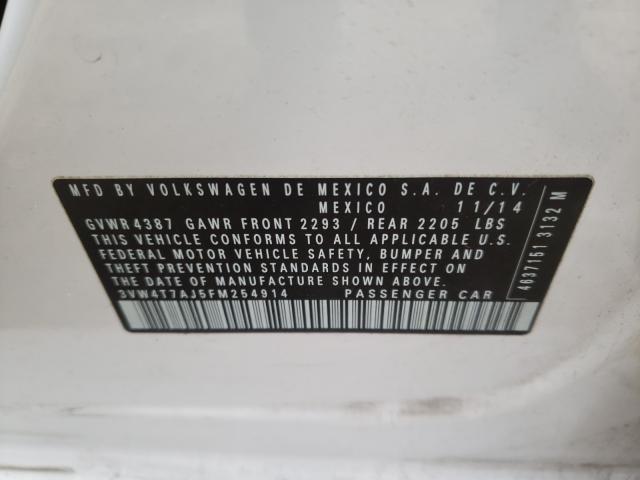 MFD BY VOLKSWAGEN DE MEXICO S.A. DE C.V.
MEXICO 11/14
GVWR 4387 GAWR FRONT 2293 / REAR 2205 LBS
THIS VEHICLE CONFORMS TO ALL APPLICABLE U.S.
FEDERAL MOTOR VEHICLE SAFETY, BUMPER AND
THEFT PREVENTION STANDARDS IN EFFECT ON
THE DATE OF MANUFACTURE SHOWN ABOVE.
3VW4T7AJ5FM254914 PASSENGER CAR
4637151 3132 M